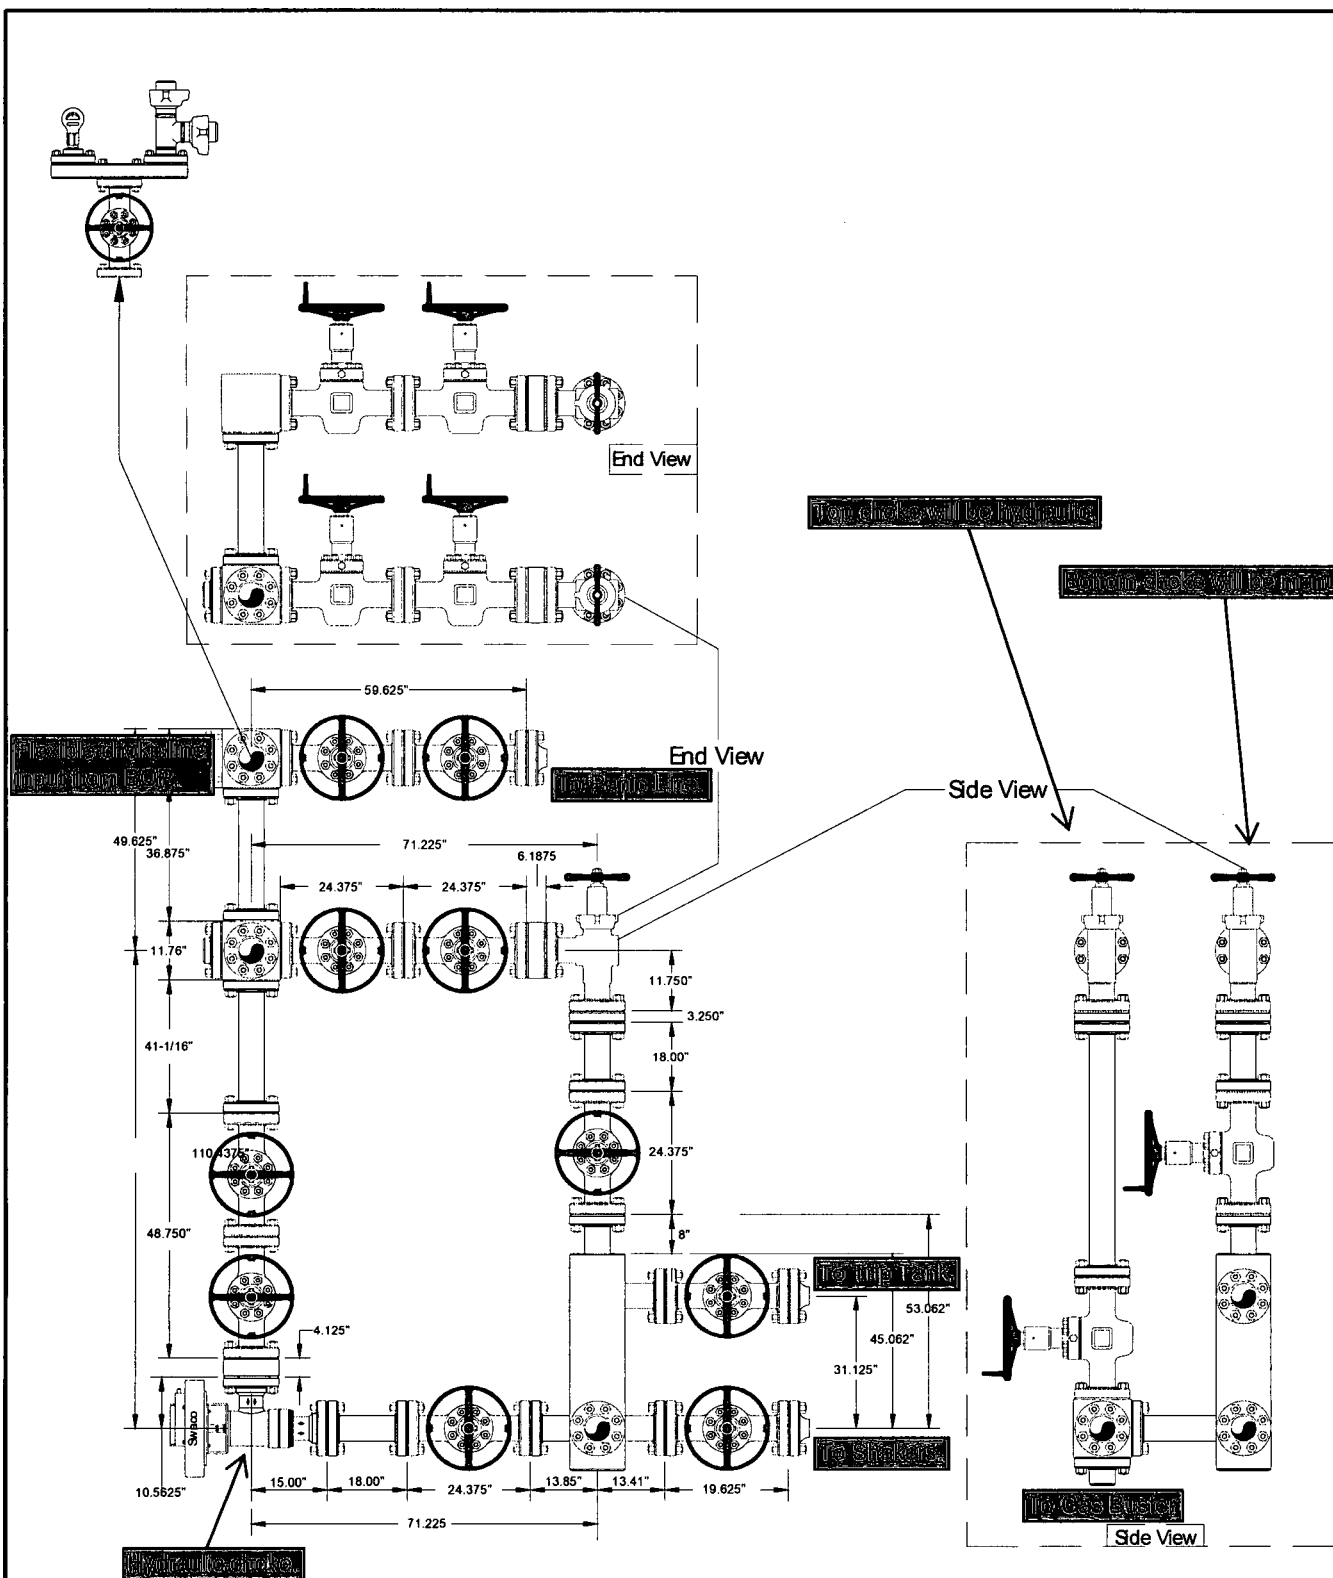 End View
Top choke will be hydraulic
Bottom choke will be manu
59.625"
Flexible choke line
input from BOP
End View
To Panic Line
Side View
49.625"
36.875"
71.225"
6.1875
24.375"
24.375"
11.76"
11.750"
3.250"
41-1/16"
18.00"
110.4375"
24.375"
48.750"
8"
To Trip Tank
53.062"
4.125"
45.062"
31.125"
Swaco
To Shakers
10.5625"
15.00"
18.00"
24.375"
13.85"
13.41"
19.625"
To Gas Buster
71.225
Side View
Hydraulic choke